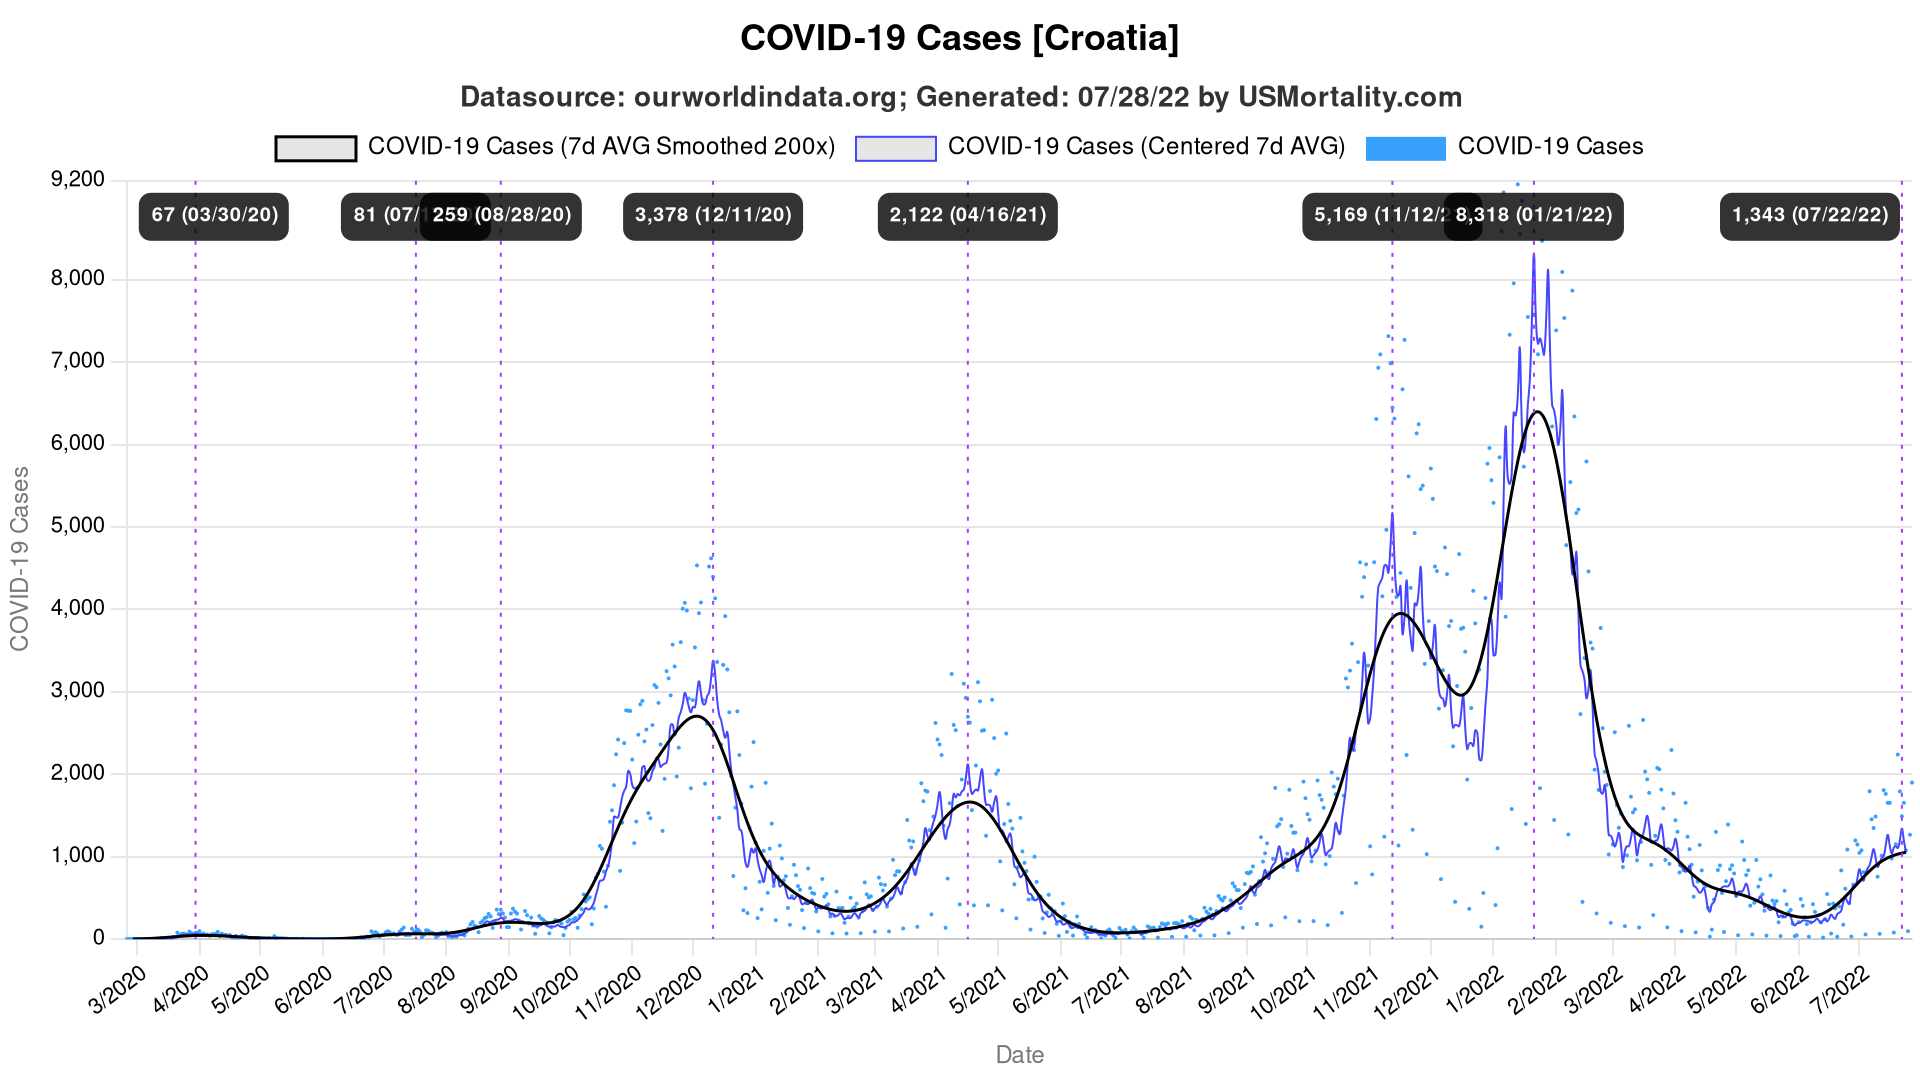 COVID-19 Cases [Croatia]
Datasource: ourworldindata.org; Generated: 07/28/22 by USMortality.com
COVID-19 Cases (7d AVG Smoothed 200x) COVID-19 Cases (Centered 7d AVG) COVID-19 Cases
67 (03/30/20) 81 (07/ 259 (08/28/20) 3,378 (12/11/20) 2,122 (04/16/21) 5,169 (11/12/2 8,318 (01/21/22) 1,343 (07/22/22)
9,200
8,000
7,000
6,000
5,000
4,000
3,000
2,000
1,000
0
COVID-19 Cases
3/2020 4/2020 5/2020 6/2020 7/2020 8/2020 9/2020 10/2020 11/2020 12/2020 1/2021 2/2021 3/2021 4/2021 5/2021 6/2021 7/2021 8/2021 9/2021 10/2021 11/2021 12/2021 1/2022 2/2022 3/2022 4/2022 5/2022 6/2022 7/2022
Date